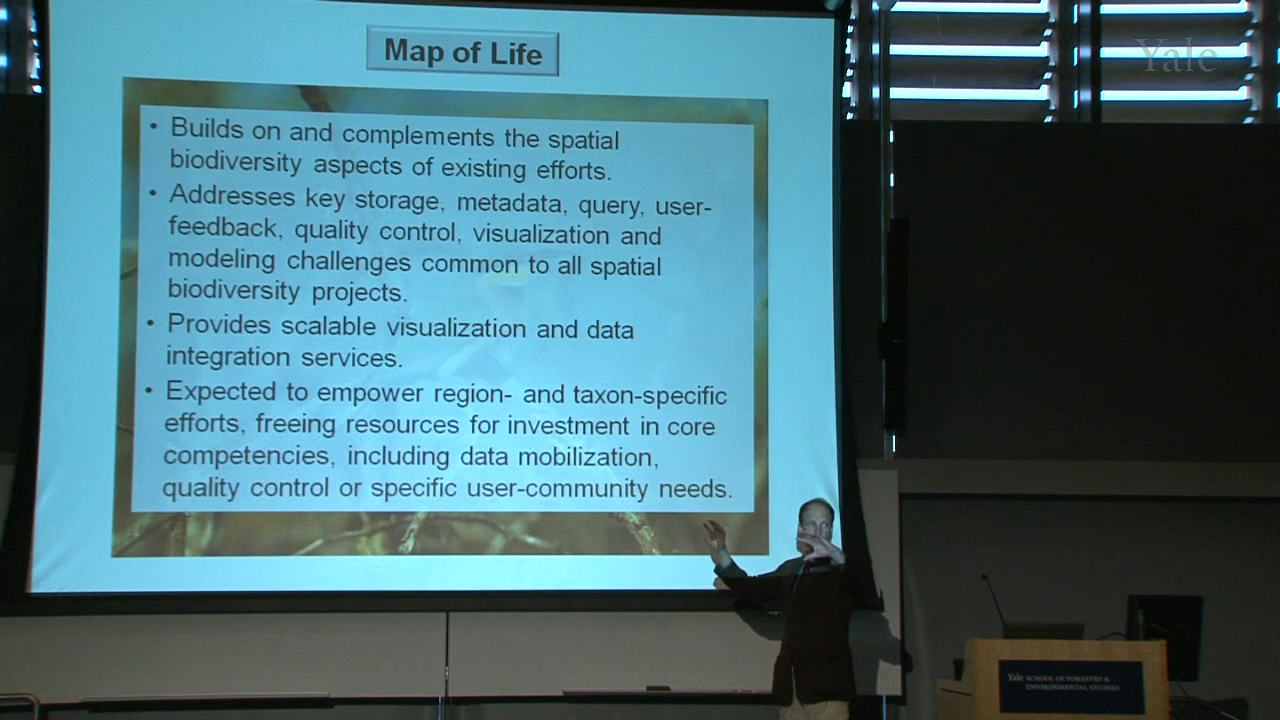 Yale
Map of Life
• Builds on and complements the spatial
biodiversity aspects of existing efforts.
• Addresses key storage, metadata, query, user-
feedback, quality control, visualization and
modeling challenges common to all spatial
biodiversity projects.
• Provides scalable visualization and data
integration services.
• Expected to empower region- and taxon-specific
efforts, freeing resources for investment in core
competencies, including data mobilization,
quality control or specific user-community needs.
Yale SCHOOL OF FORESTRY &
ENVIRONMENTAL STUDIES